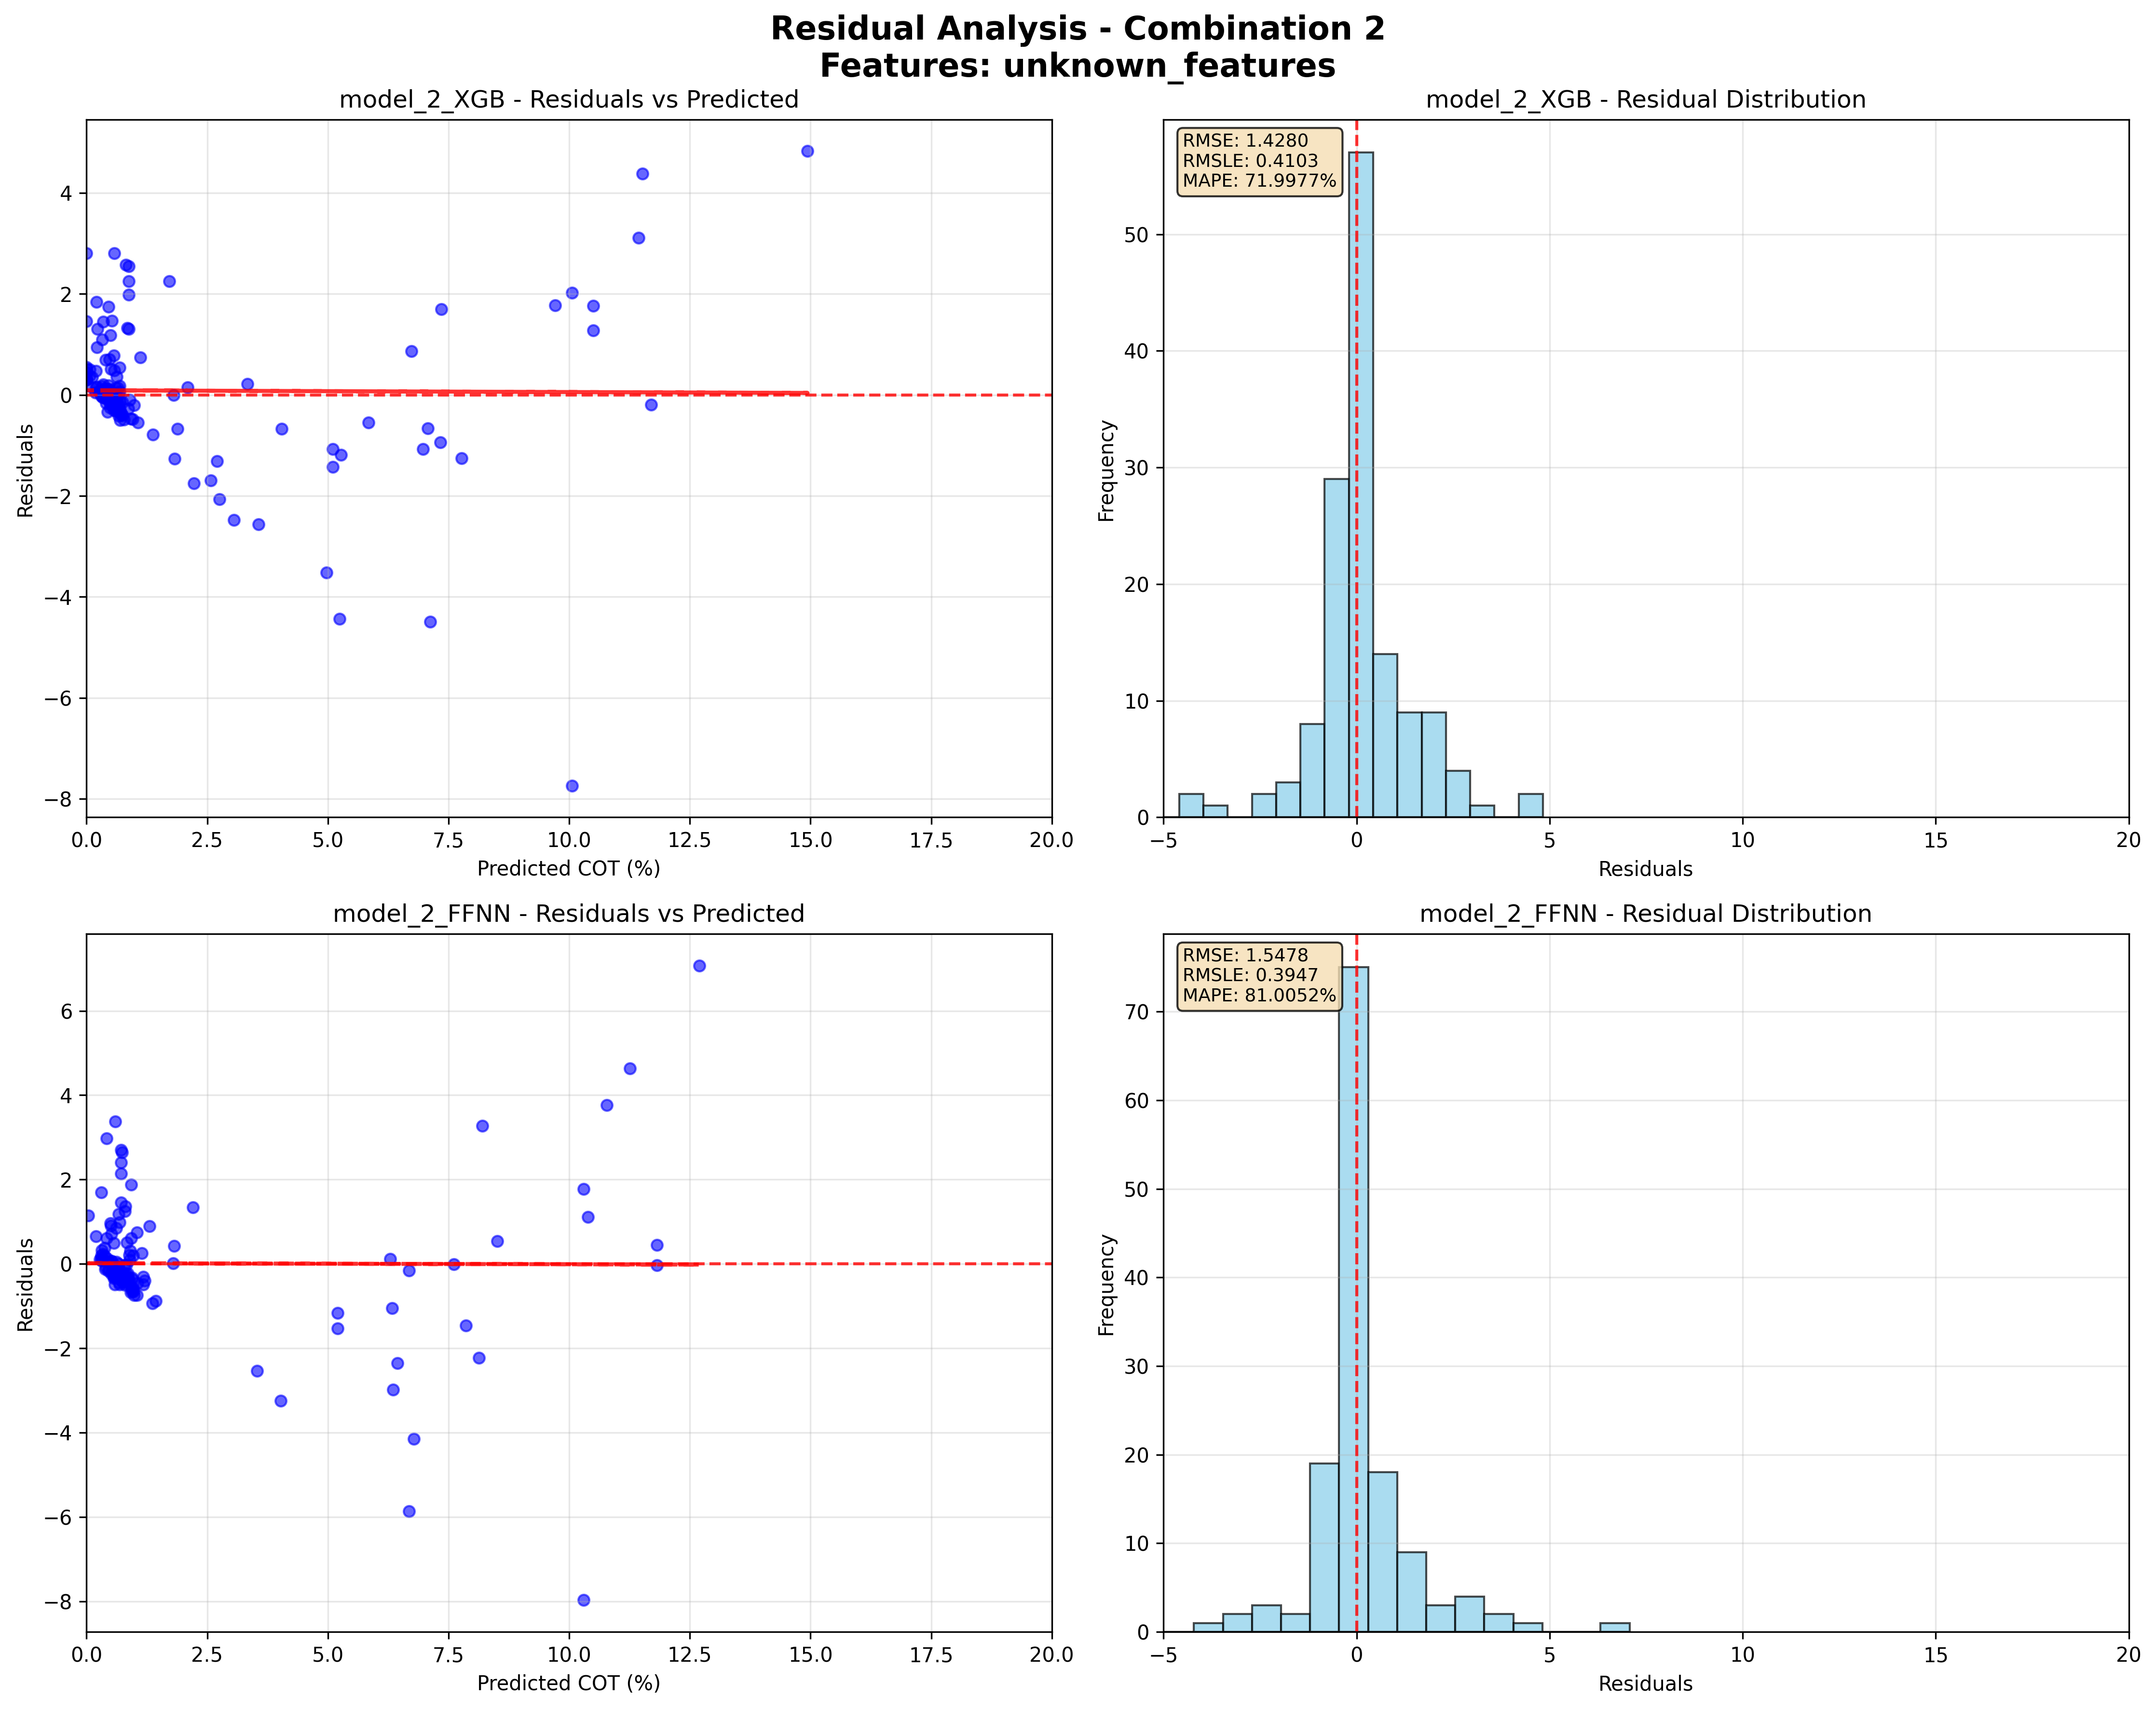 Residual Analysis - Combination 2
Features: unknown_features
model_2_XGB - Residuals vs Predicted
Residuals
4
2
0
−2
−4
−6
−8
0.0 2.5 5.0 7.5 10.0 12.5 15.0 17.5 20.0
Predicted COT (%)
model_2_XGB - Residual Distribution
RMSE: 1.4280
RMSLE: 0.4103
MAPE: 71.9977%
Frequency
50
40
30
20
10
0
−5 0 5 10 15 20
Residuals
model_2_FFNN - Residuals vs Predicted
Residuals
6
4
2
0
−2
−4
−6
−8
0.0 2.5 5.0 7.5 10.0 12.5 15.0 17.5 20.0
Predicted COT (%)
model_2_FFNN - Residual Distribution
RMSE: 1.5478
RMSLE: 0.3947
MAPE: 81.0052%
Frequency
70
60
50
40
30
20
10
0
−5 0 5 10 15 20
Residuals